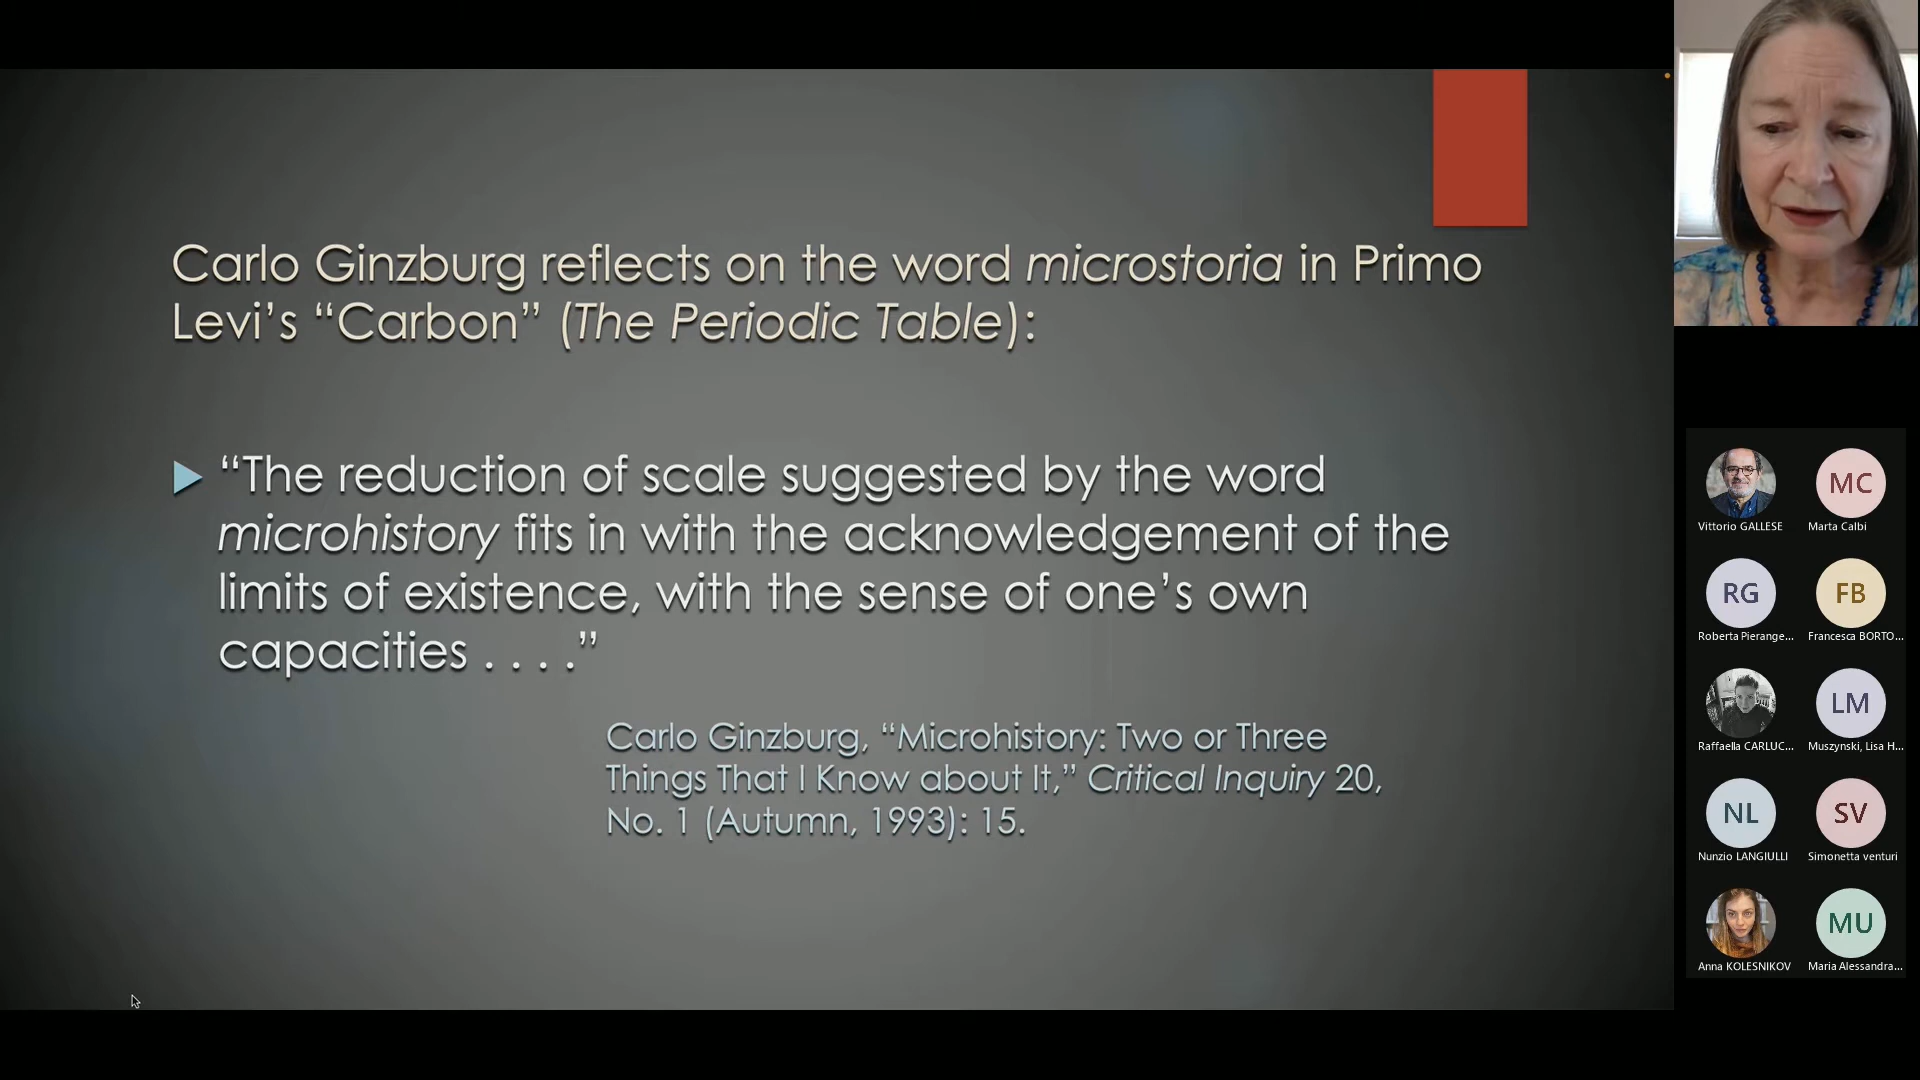 Carlo Ginzburg reflects on the word microstoria in Primo
Levi’s “Carbon” (The Periodic Table):
“The reduction of scale suggested by the word
microhistory fits in with the acknowledgement of the
limits of existence, with the sense of one’s own
capacities . . . .”
Carlo Ginzburg, “Microhistory: Two or Three
Things That I Know about It,” Critical Inquiry 20,
No. 1 (Autumn, 1993): 15.
MC
Vittorio GALLESE
Marta Calbi
RG
FB
Roberta Pierange...
Francesca BORTO...
LM
Raffaella CARLUC...
Muszynski, Lisa H...
NL
SV
Nunzio LANGIULLI
Simonetta venturi
MU
Anna KOLESNIKOV
Maria Alessandra...